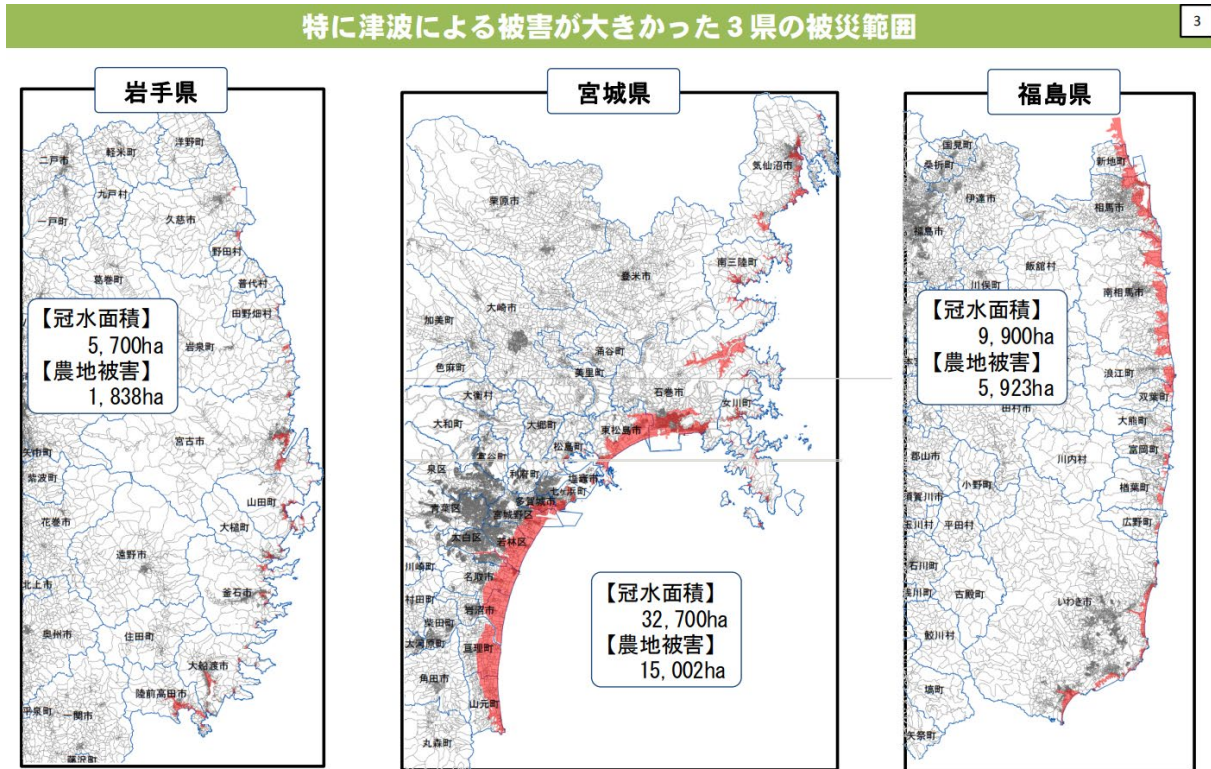 特に津波による被害が大きかった３県の被災範囲
3
岩手県
洋野町
軽米町
二戸市
九戸村
一戸町
久慈市
野田村
葛巻町
普代村
田野畑村
【冠水面積】
5,700ha
【農地被害】
1,838ha
岩泉町
宮古市
矢巾町
紫波町
山田町
花巻市
大槌町
遠野市
北上市
釜石市
奥州市
住田町
大船渡市
陸前高田市
平泉町
一関市
藤沢町
宮城県
気仙沼市
栗原市
南三陸町
登米市
大崎市
加美町
涌谷町
色麻町
美里町
石巻市
大衡村
女川町
大和町
大郷町
東松島市
松島町
泉区
富谷町
利府町
塩竈市
七ヶ浜町
多賀城市
青葉区
宮城野区
太白区
若林区
川崎町
名取市
村田町
岩沼市
柴田町
大河原町
亘理町
角田市
山元町
丸森町
【冠水面積】
32,700ha
【農地被害】
15,002ha
福島県
国見町
新地町
桑折町
伊達市
相馬市
福島市
飯舘村
川俣町
南相馬市
【冠水面積】
9,900ha
【農地被害】
5,923ha
浪江町
双葉町
田村市
大熊町
富岡町
郡山市
川内村
小野町
楢葉町
須賀川市
広野町
玉川村
平田村
石川町
古殿町
浅川町
いわき市
鮫川村
塙町
矢祭町